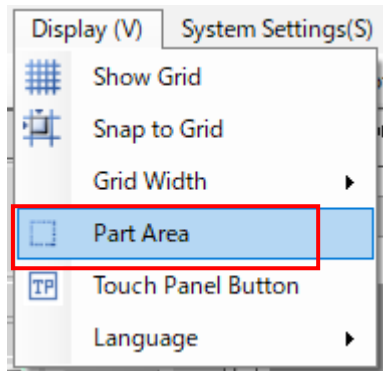 Display (V) System Settings(S)
Show Grid
Snap to Grid
Grid Width
Part Area
TP Touch Panel Button
Language